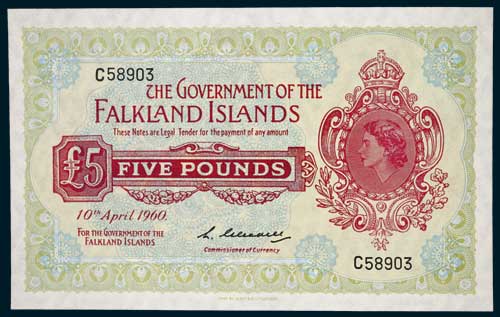 C58903
THE GOVERNMENT OF THE
FALKLAND ISLANDS
These Notes are Legal Tender for the payment of any amount
£5 FIVE POUNDS
10th April 1960.
FOR THE GOVERNMENT OF THE
FALKLAND ISLANDS
Commissioner of Currency
C58903